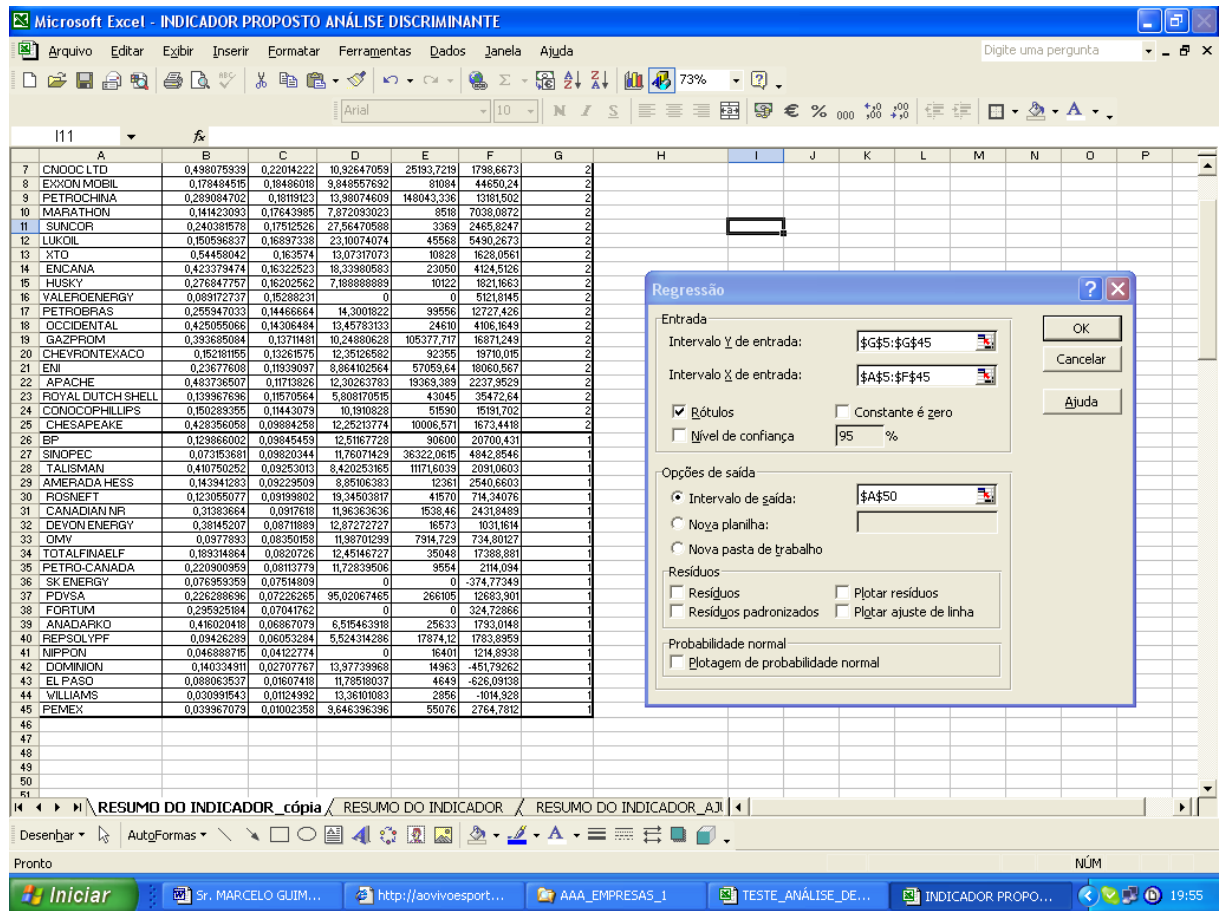 Microsoft Excel - INDICADOR PROPOSTO ANÁLISE DISCRIMINANTE
Arquivo Editar Exibir Inserir Formatar Ferramentas Dados Janela Ajuda Digite uma pergunta
73%
Arial 10 N I S € % 000
I11 fx
A B C D E F G H I J K L M N O P
7 CNOOC LTD 0,498075939 0,22014222 10,92647059 25193,7219 1798,6673 2
8 EXXON MOBIL 0,178484515 0,18486018 9,848557692 81084 44650,24 2
9 PETROCHINA 0,289084702 0,18119123 13,98074609 148043,336 13181,502 2
10 MARATHON 0,141423093 0,17643985 7,872093023 8518 7038,0872 2
11 SUNCOR 0,240381578 0,17512526 27,56470588 3369 2465,8247 2
12 LUKOIL 0,150596837 0,16897338 23,10074074 45568 5490,2673 2
13 XTO 0,54458042 0,163574 13,07317073 10828 1628,0561 2
14 ENCANA 0,423379474 0,16322523 18,33980583 23050 4124,5126 2
15 HUSKY 0,276847757 0,16202562 7,188888889 10122 1821,1663 2
16 VALEROENERGY 0,089172737 0,15288231 0 0 5121,8145 2
17 PETROBRAS 0,255947033 0,14466664 14,3001822 99556 12727,426 2
18 OCCIDENTAL 0,425055066 0,14306484 13,45783133 24610 4106,1649 2
19 GAZPROM 0,393685084 0,13711481 10,24880628 105377,717 16871,249 2
20 CHEVRONTEXACO 0,152181155 0,13261575 12,35126582 92355 19710,015 2
21 ENI 0,23677608 0,11939097 8,864102564 57059,64 18060,567 2
22 APACHE 0,483736507 0,11713826 12,30263783 19369,389 2237,9529 2
23 ROYAL DUTCH SHELL 0,139967696 0,11570564 5,808170515 43045 35472,64 2
24 CONOCOPHILLIPS 0,150289355 0,11443079 10,1910828 51590 15191,702 2
25 CHESAPEAKE 0,428356058 0,09884258 12,25213774 10006,571 1673,4418 2
26 BP 0,129866002 0,09845459 12,51167728 90600 20700,431 1
27 SINOPEC 0,073153681 0,09820344 11,76071429 36322,0615 4842,8546 1
28 TALISMAN 0,410750252 0,09253013 8,420253165 11171,6039 2091,0603 1
29 AMERADA HESS 0,143941283 0,09229509 8,85106383 12361 2540,6603 1
30 ROSNEFT 0,123055077 0,09199802 19,34503817 41570 714,34076 1
31 CANADIAN NR 0,31383664 0,0917618 11,96363636 1538,46 2431,8489 1
32 DEVON ENERGY 0,38145207 0,08711889 12,87272727 16573 1031,1614 1
33 OMV 0,0977893 0,08350158 11,98701299 7914,729 734,80127 1
34 TOTALFINAELF 0,189314864 0,0820726 12,45146727 35048 17388,881 1
35 PETRO-CANADA 0,220900959 0,08113779 11,72839506 9554 2114,094 1
36 SK ENERGY 0,076959359 0,07514809 0 0 -374,77349 1
37 PDVSA 0,226288696 0,07226265 95,02067465 266105 12683,901 1
38 FORTUM 0,295925184 0,07041762 0 0 324,72866 1
39 ANADARKO 0,416020418 0,06867079 6,515463918 25633 1793,0148 1
40 REPSOLYPF 0,09426289 0,06053284 5,524314286 17874,12 1783,8959 1
41 NIPPON 0,046888715 0,04122774 0 16401 1214,8938 1
42 DOMINION 0,140334911 0,02707767 13,97739968 14963 -451,79262 1
43 EL PASO 0,088063537 0,01607418 11,78518037 4649 -626,09138 1
44 WILLIAMS 0,030991543 0,01124992 13,36101083 2856 -1014,928 1
45 PEMEX 0,039967079 0,01002358 9,646396396 55076 2764,7812 1
46
47
48
49
50
51
Regressão
Entrada
Intervalo Y de entrada: $G$5:$G$45
Intervalo X de entrada: $A$5:$F$45
OK
Cancelar
Ajuda
Rótulos Constante é zero
Nível de confiança 95 %
Opções de saída
Intervalo de saída: $A$50
Nova planilha:
Nova pasta de trabalho
Resíduos
Resíduos Plotar resíduos
Resíduos padronizados Plotar ajuste de linha
Probabilidade normal
Plotagem de probabilidade normal
RESUMO DO INDICADOR_cópia RESUMO DO INDICADOR RESUMO DO INDICADOR_AJU
Desenhar AutoFormas
Pronto NÚM
Iniciar Sr. MARCELO GUIM... http://aovivoesport... AAA_EMPRESAS_1 TESTE_ANÁLISE_DE... INDICADOR PROPO... 19:55